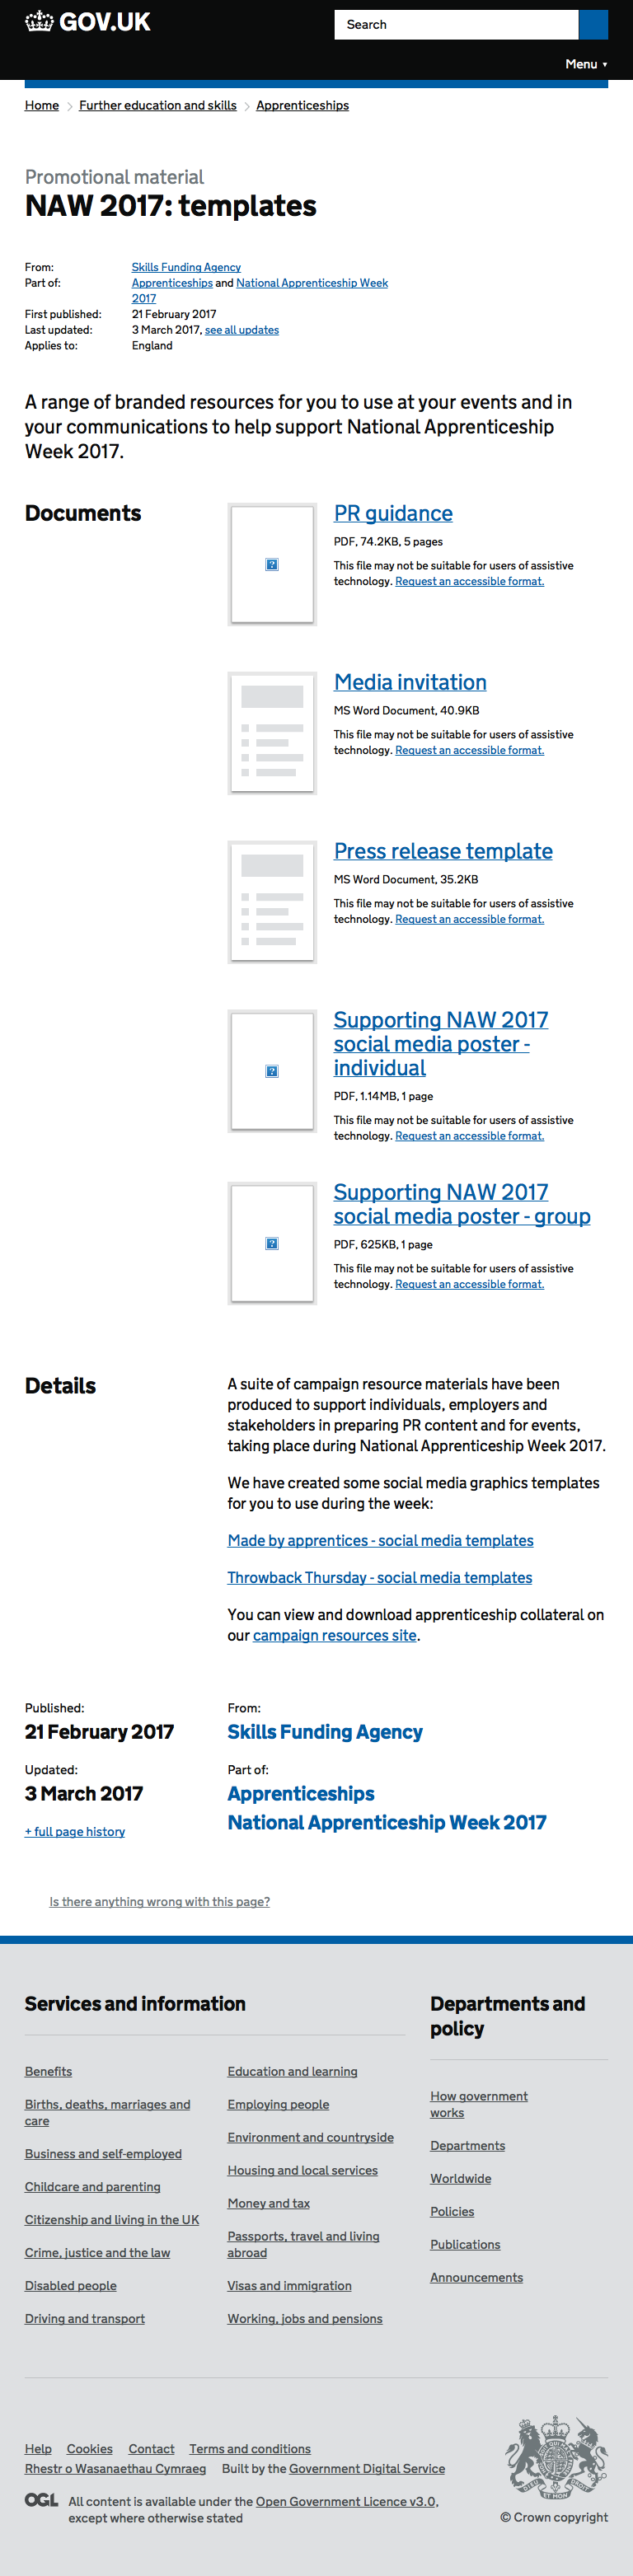 GOV.UK
Search
Menu ▼
Home > Further education and skills > Apprenticeships
Promotional material
NAW 2017: templates
From: Skills Funding Agency
Part of: Apprenticeships and National Apprenticeship Week
2017
First published: 21 February 2017
Last updated: 3 March 2017, see all updates
Applies to: England
A range of branded resources for you to use at your events and in
your communications to help support National Apprenticeship
Week 2017.
Documents
PR guidance
PDF, 74.2KB, 5 pages
This file may not be suitable for users of assistive
technology. Request an accessible format.
Media invitation
MS Word Document, 40.9KB
This file may not be suitable for users of assistive
technology. Request an accessible format.
Press release template
MS Word Document, 35.2KB
This file may not be suitable for users of assistive
technology. Request an accessible format.
Supporting NAW 2017
social media poster -
individual
PDF, 1.14MB, 1 page
This file may not be suitable for users of assistive
technology. Request an accessible format.
Supporting NAW 2017
social media poster - group
PDF, 625KB, 1 page
This file may not be suitable for users of assistive
technology. Request an accessible format.
Details
A suite of campaign resource materials have been
produced to support individuals, employers and
stakeholders in preparing PR content and for events,
taking place during National Apprenticeship Week 2017.
We have created some social media graphics templates
for you to use during the week:
Made by apprentices - social media templates
Throwback Thursday - social media templates
You can view and download apprenticeship collateral on
our campaign resources site.
Published:
21 February 2017
Updated:
3 March 2017
+ full page history
From:
Skills Funding Agency
Part of:
Apprenticeships
National Apprenticeship Week 2017
Is there anything wrong with this page?
Services and information
Benefits
Births, deaths, marriages and
care
Business and self-employed
Childcare and parenting
Citizenship and living in the UK
Crime, justice and the law
Disabled people
Driving and transport
Education and learning
Employing people
Environment and countryside
Housing and local services
Money and tax
Passports, travel and living
abroad
Visas and immigration
Working, jobs and pensions
Departments and
policy
How government
works
Departments
Worldwide
Policies
Publications
Announcements
Help Cookies Contact Terms and conditions
Rhestr o Wasanaethau Cymraeg Built by the Government Digital Service
OGL All content is available under the Open Government Licence v3.0,
except where otherwise stated
© Crown copyright